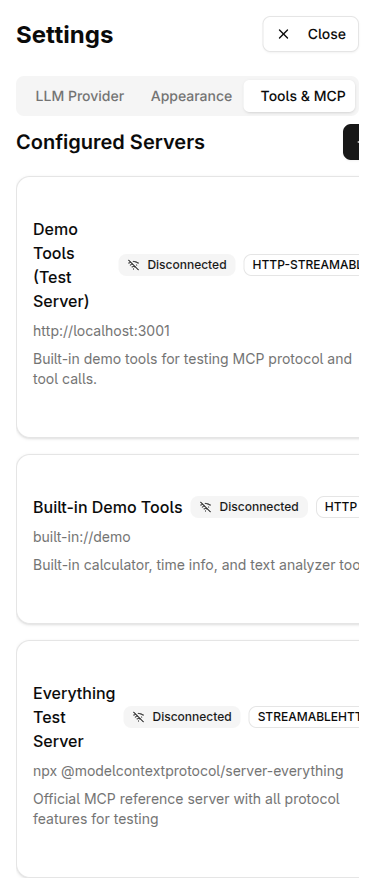 Settings
Close
LLM Provider Appearance Tools & MCP
Configured Servers
Demo
Tools
(Test
Server)
Disconnected HTTP-STREAMABL
http://localhost:3001
Built-in demo tools for testing MCP protocol and
tool calls.
Built-in Demo Tools Disconnected HTTP
built-in://demo
Built-in calculator, time info, and text analyzer too
Everything
Test
Server
Disconnected STREAMABLEHTT
npx @modelcontextprotocol/server-everything
Official MCP reference server with all protocol
features for testing